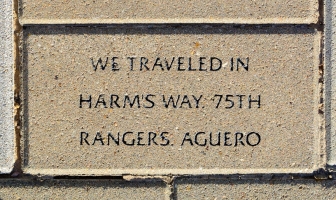 WE TRAVELED IN
HARM'S WAY. 75TH
RANGERS. AGUERO